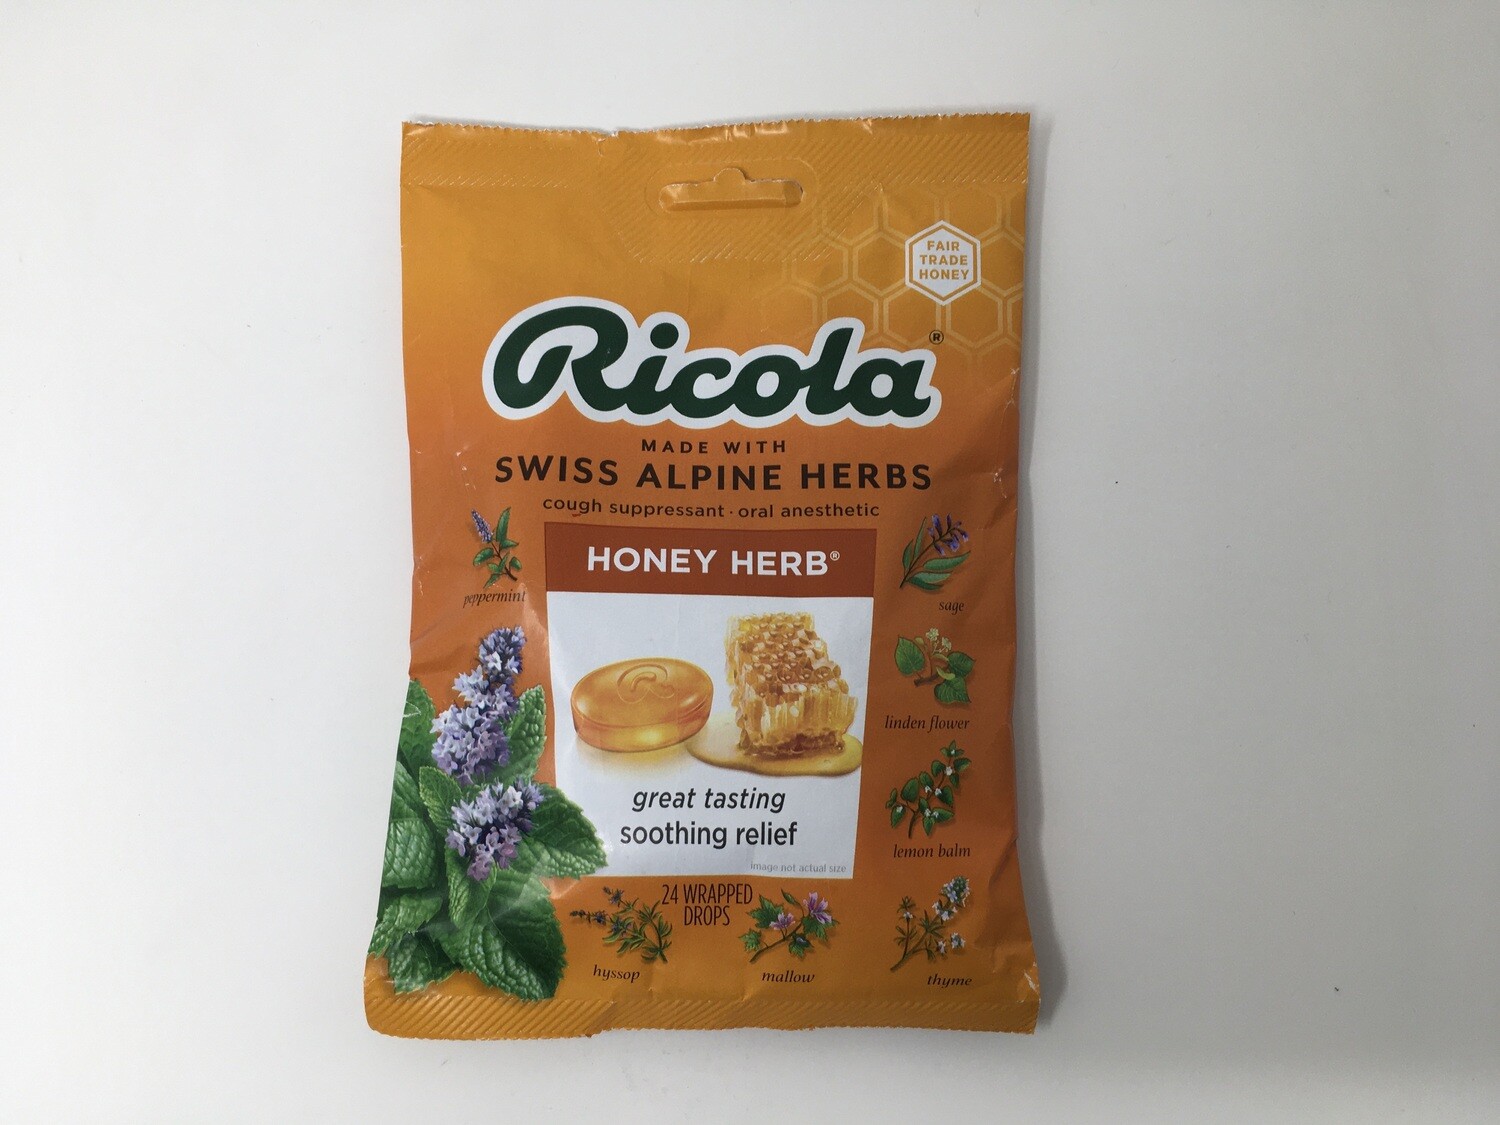 FAIR
TRADE
HONEY
Ricola®
MADE WITH
SWISS ALPINE HERBS
cough suppressant · oral anesthetic
HONEY HERB®
peppermint
sage
linden flower
great tasting
soothing relief
lemon balm
image not actual size
24 WRAPPED
DROPS
hyssop
mallow
thyme